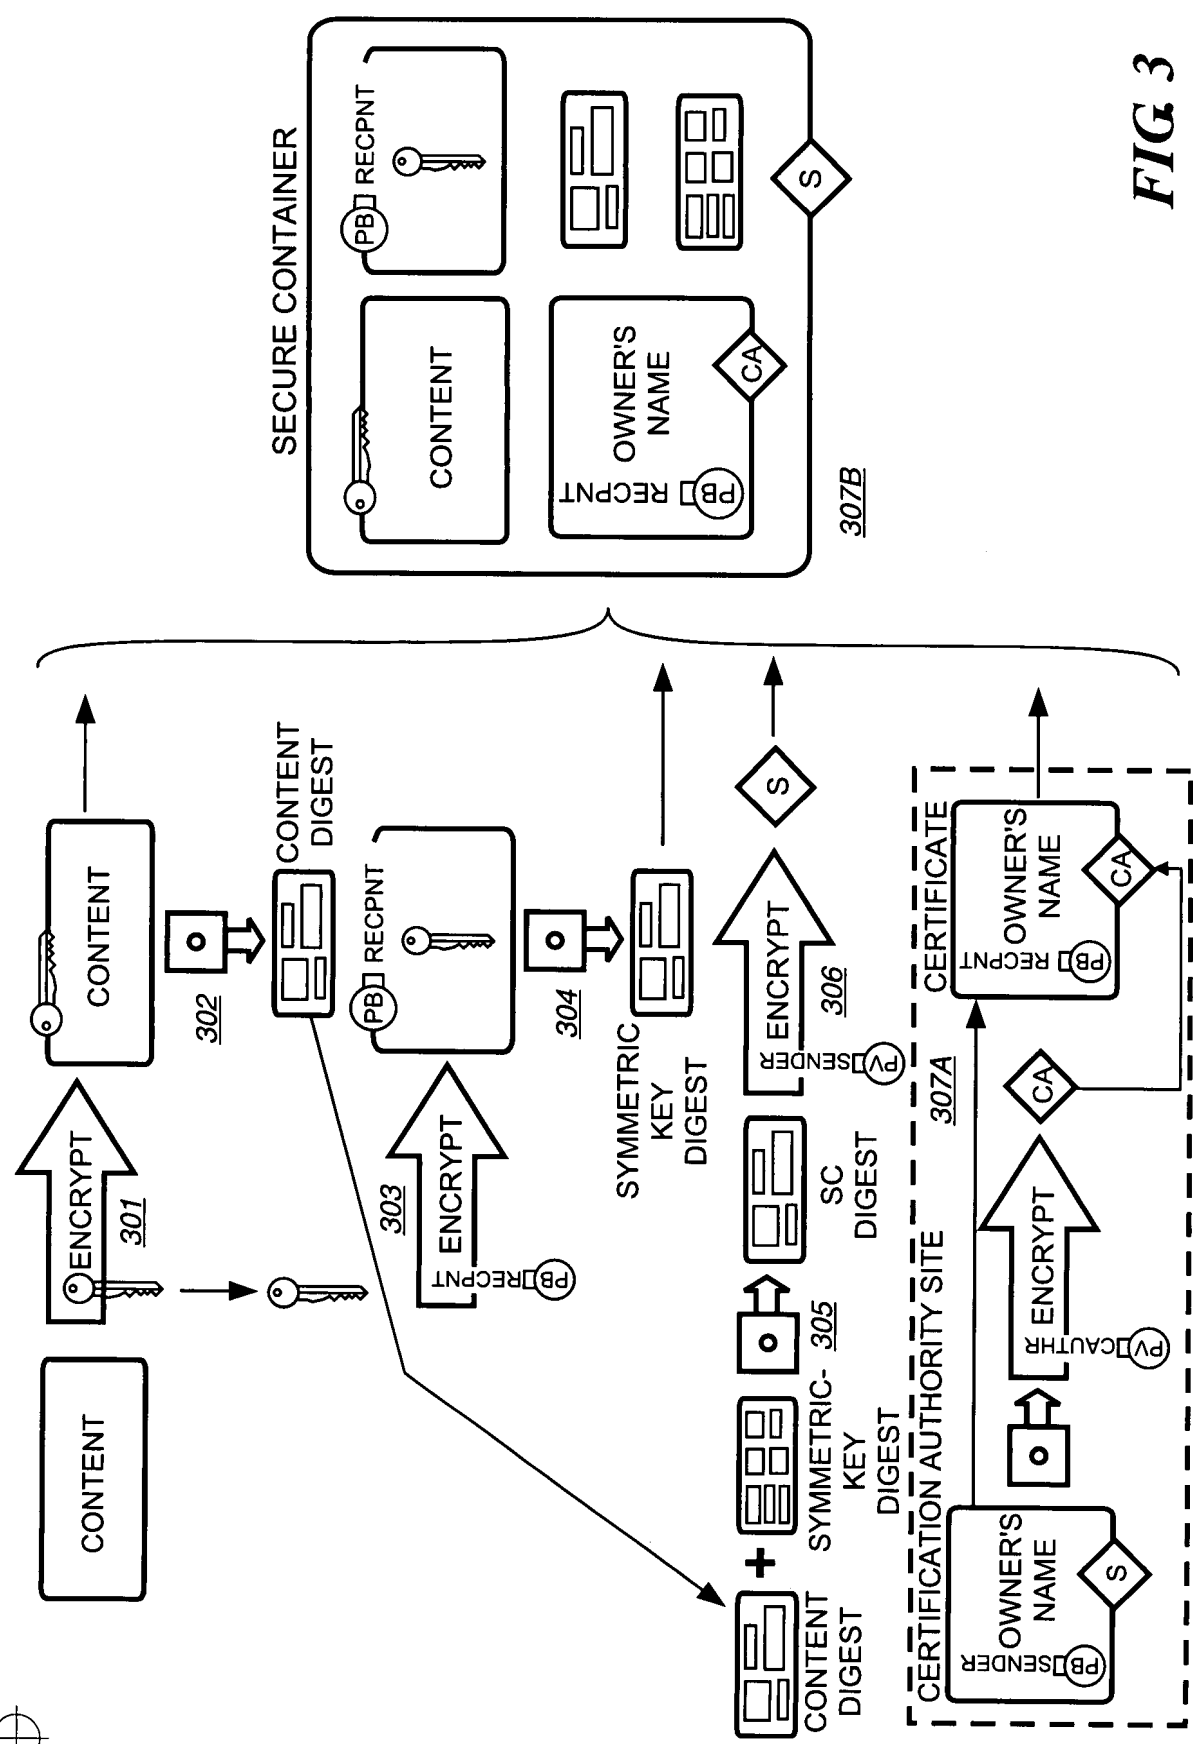 CONTENT
ENCRYPT
301
CONTENT
302
CONTENT
DIGEST
303
ENCRYPT
PB RECPNT
PB RECPNT
304
SYMMETRIC
KEY
DIGEST
CONTENT
DIGEST
+
SYMMETRIC-
KEY
DIGEST
305
SC
DIGEST
ENCRYPT
PV SENDER
306
S
CERTIFICATION AUTHORITY SITE
OWNER'S
NAME
PB SENDER
S
ENCRYPT
PV CAUTHR
CA
307A
CERTIFICATE
OWNER'S
NAME
PB RECPNT
CA
SECURE CONTAINER
CONTENT
PB RECPNT
OWNER'S
NAME
PB RECPNT
CA
S
307B
FIG. 3